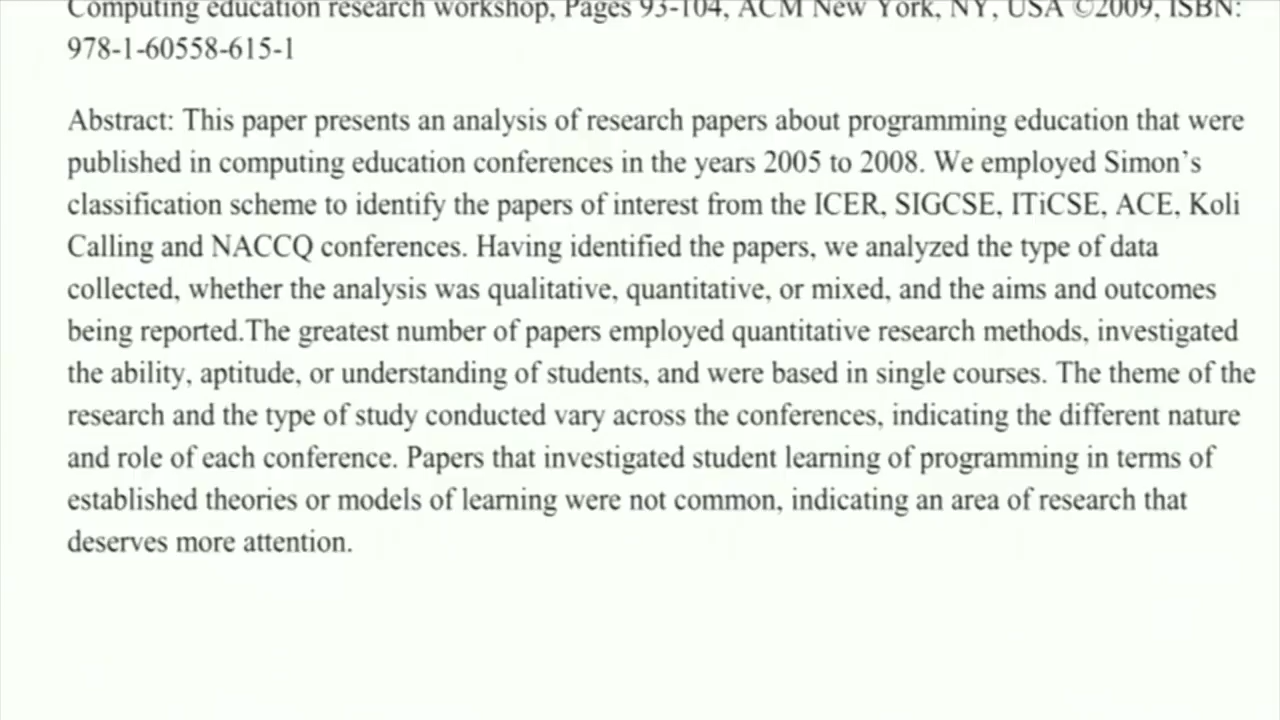 Computing education research workshop, Pages 93-104, ACM New York, NY, USA ©2009, ISBN:
978-1-60558-615-1
Abstract: This paper presents an analysis of research papers about programming education that were
published in computing education conferences in the years 2005 to 2008. We employed Simon’s
classification scheme to identify the papers of interest from the ICER, SIGCSE, ITiCSE, ACE, Koli
Calling and NACCQ conferences. Having identified the papers, we analyzed the type of data
collected, whether the analysis was qualitative, quantitative, or mixed, and the aims and outcomes
being reported.The greatest number of papers employed quantitative research methods, investigated
the ability, aptitude, or understanding of students, and were based in single courses. The theme of the
research and the type of study conducted vary across the conferences, indicating the different nature
and role of each conference. Papers that investigated student learning of programming in terms of
established theories or models of learning were not common, indicating an area of research that
deserves more attention.